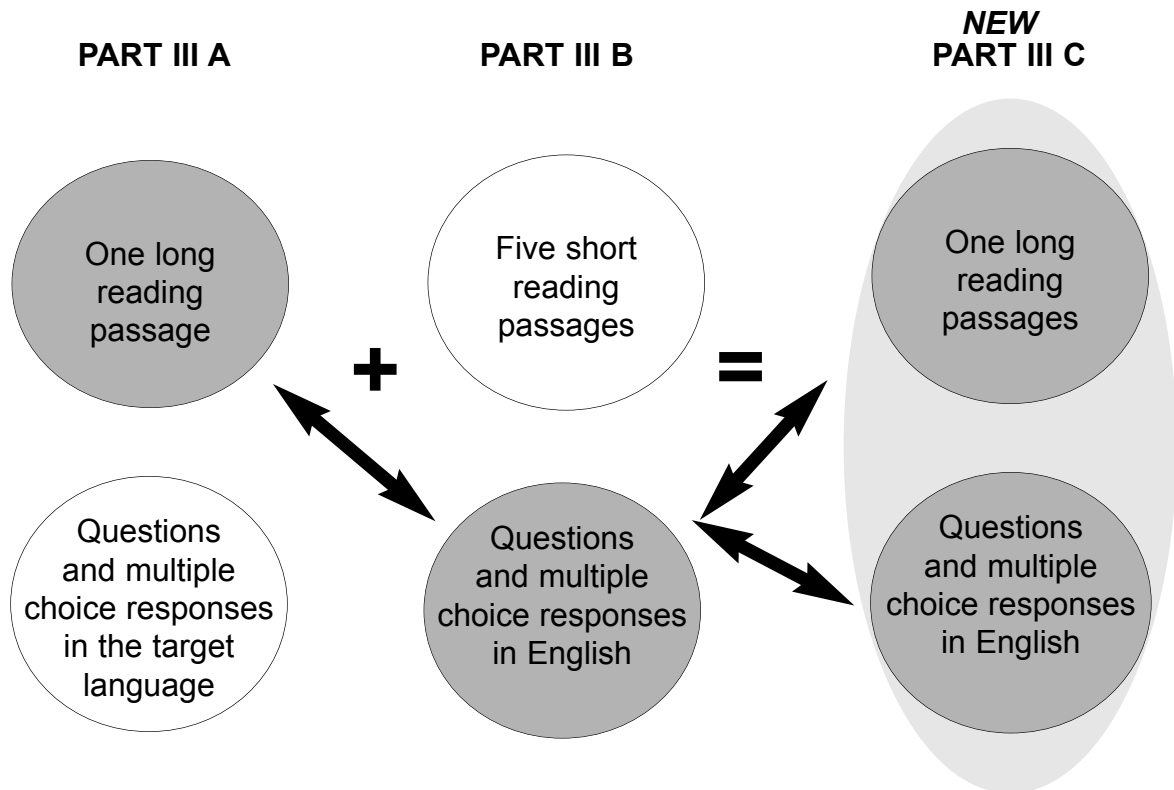 NEW
PART III A
PART III B
PART III C
One long
reading
passage
+
Five short
reading
passages
=
One long
reading
passages
Questions
and multiple
choice responses
in the target
language
Questions
and multiple
choice responses
in English
Questions
and multiple
choice responses
in English